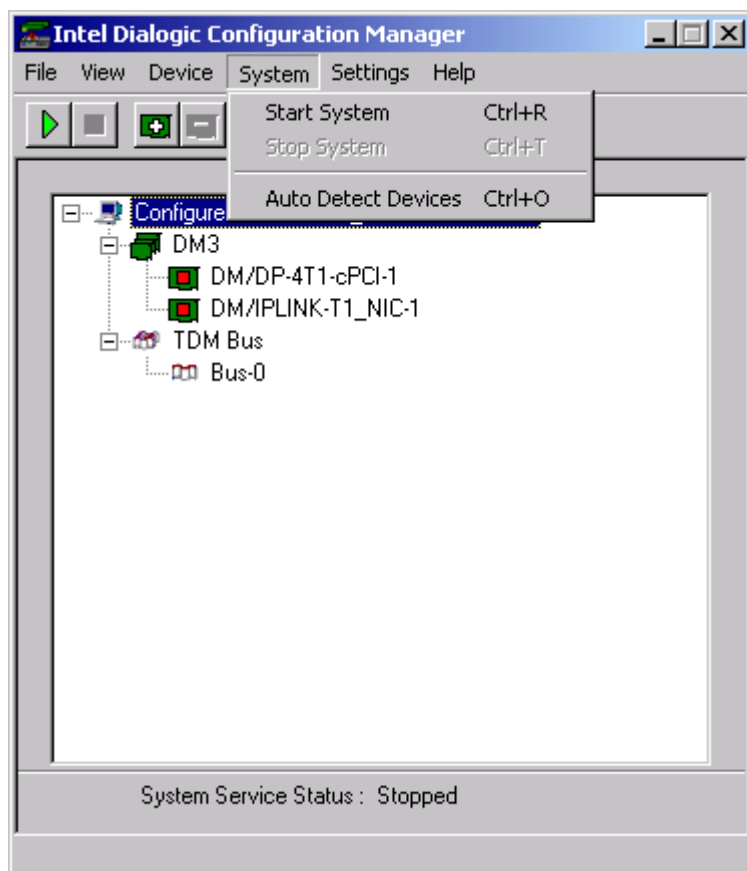 Intel Dialogic Configuration Manager
File View Device System Settings Help
Start System Ctrl+R
Stop System Ctrl+T
Auto Detect Devices Ctrl+O
Configure
DM3
DM/DP-4T1-cPCI-1
DM/IPLINK-T1_NIC-1
TDM Bus
Bus-0
System Service Status : Stopped